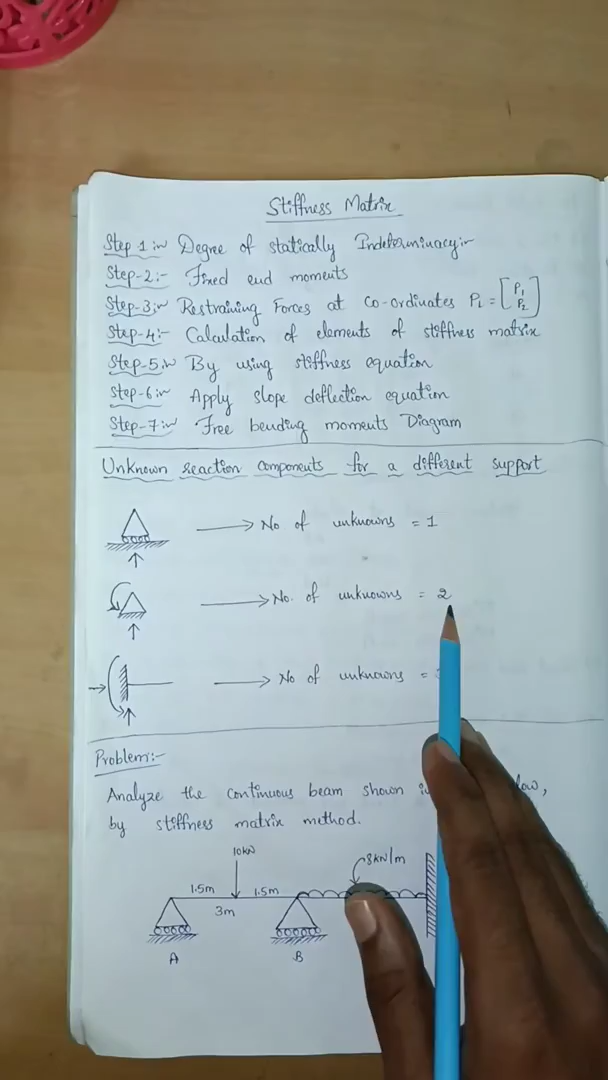 Stiffness Matrix
Step 1:- Degree of statically Indeterminacy:-
Step-2:- Fixed end moments
Step-3:- Restraining Forces at co-ordinates PL = [P1 P2]
Step-4:- Calculation of elements of stiffness matrix
Step-5:- By using stiffness equation
Step-6:- Apply slope deflection equation
Step-7:- Free bending moments Diagram
Unknown reaction components for a different support
No of unknowns = 1
No. of unknowns = 2
No of unknowns =
Problem:-
Analyze the continuous beam shown
by stiffness matrix method.
10kN
8kN/m
1.5m 1.5m
3m
A B